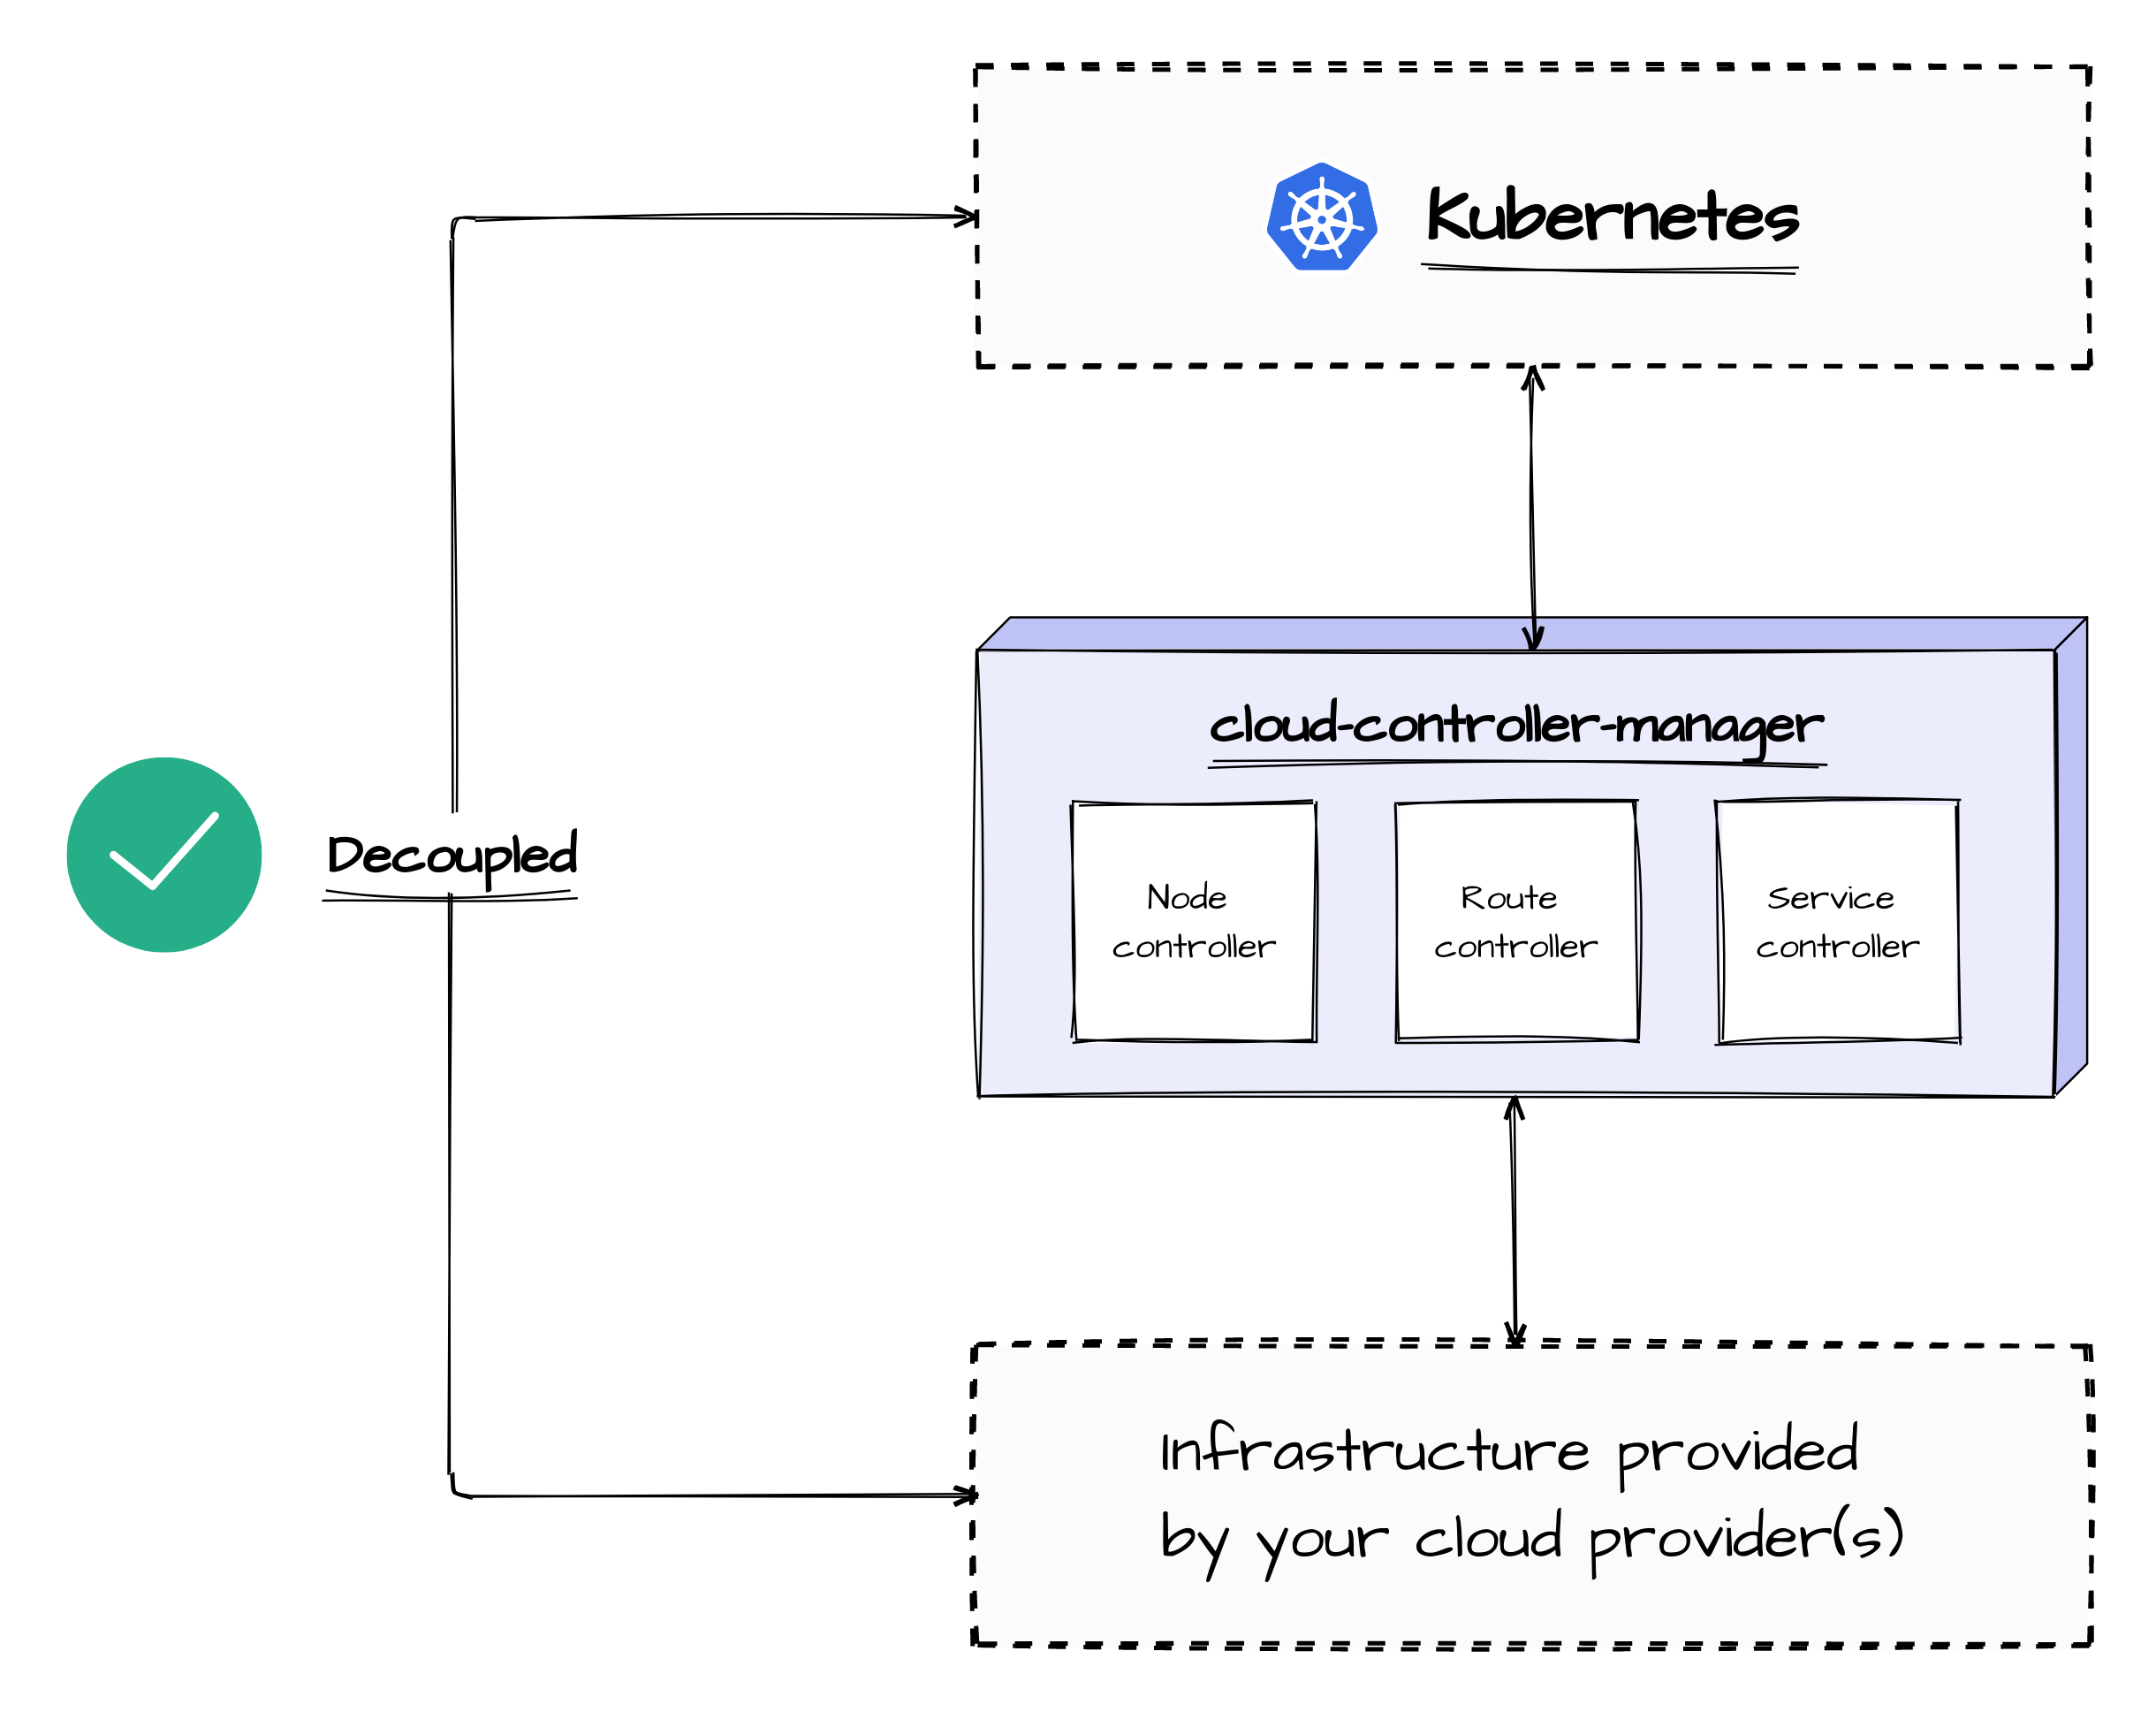 Kubernetes
cloud-controller-manager
Decoupled
Node
controller
Route
controller
Service
controller
Infrastructure provided
by your cloud provider(s)